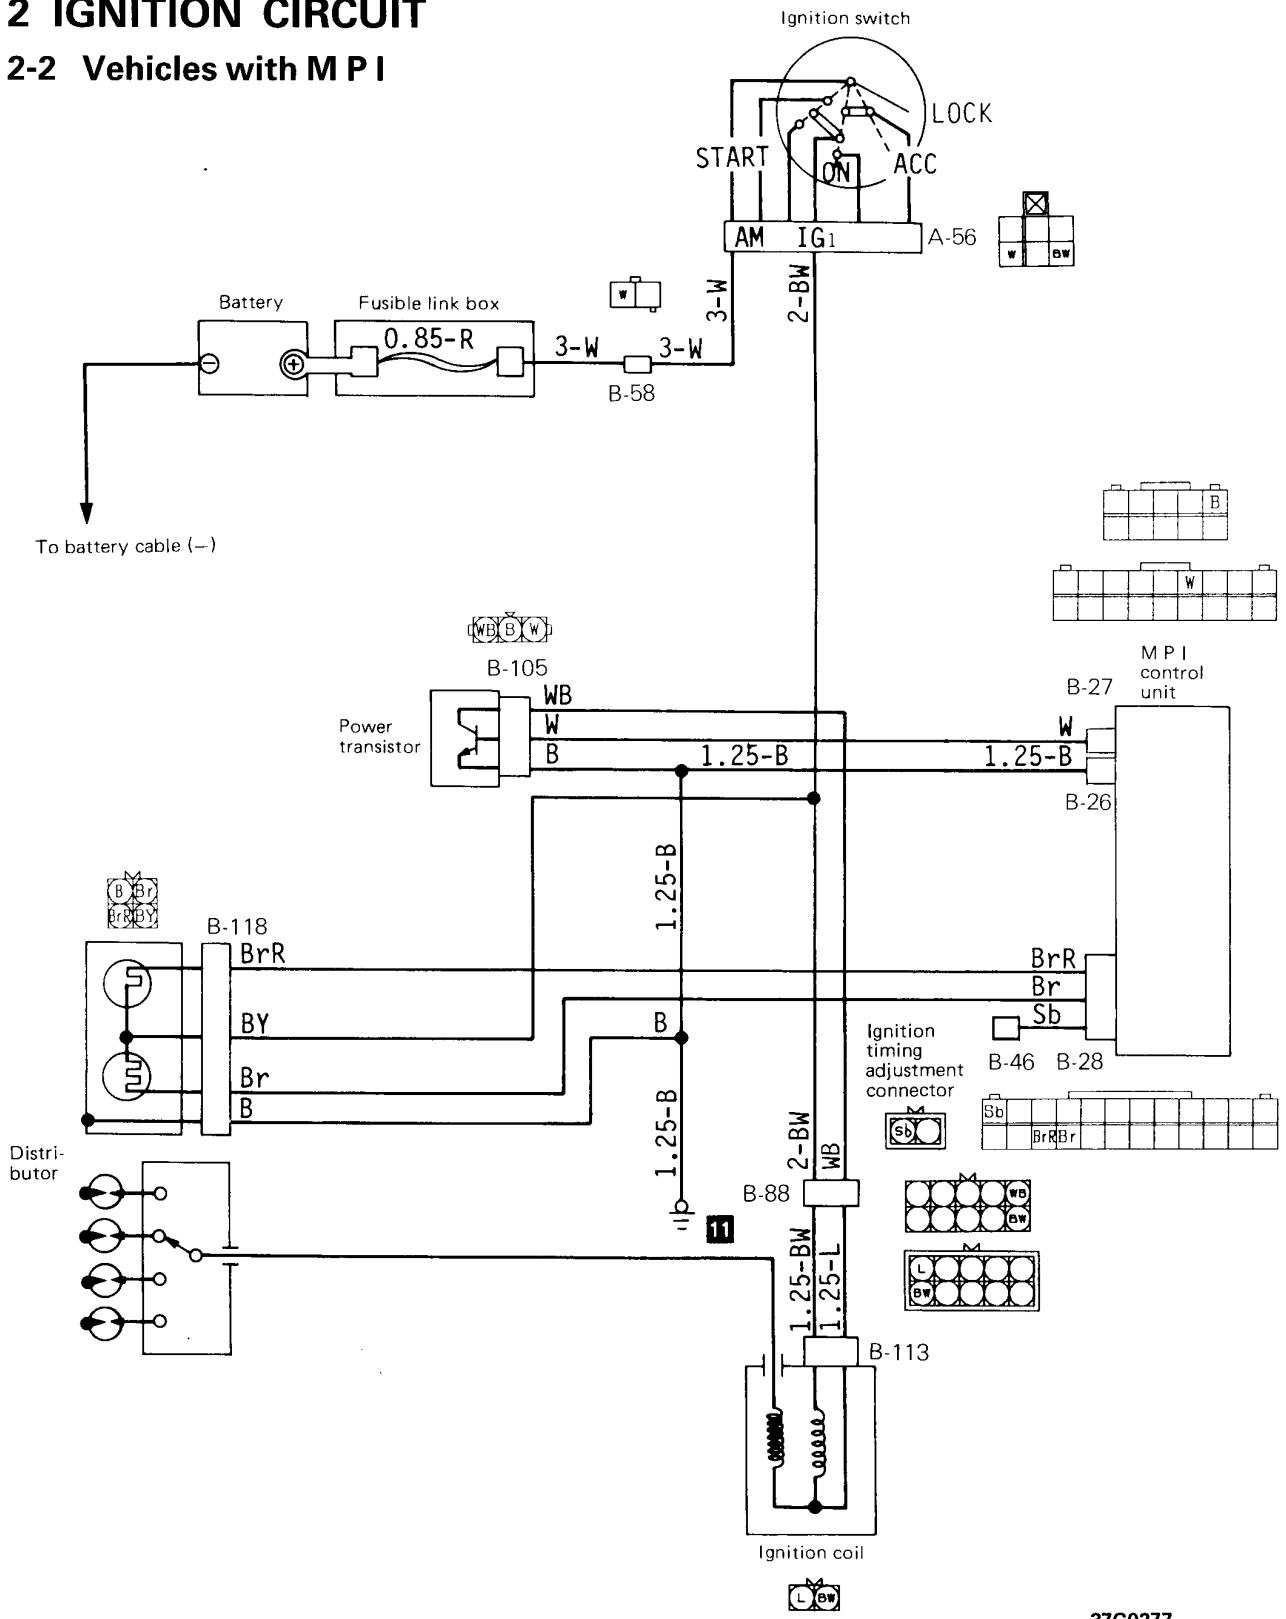 2 IGNITION CIRCUIT
2-2 Vehicles with M P I
Ignition switch
LOCK
START
ACC
ON
AM IG1
A-56
W BW
3-W
2-BW
W
Battery
Fusible link box
0.85-R
3-W
3-W
B-58
To battery cable (−)
B
W
M P I
control
unit
WB B W
B-105
B-27
Power
transistor
WB
W
W
B
1.25-B
1.25-B
B-26
1.25-B
B Br
BrR BY
B-118
BrR
BrR
Br
BY
B
Sb
Ignition
timing
adjustment
connector
B-46 B-28
Br
B
1.25-B
2-BW
WB
Sb
BrR Br
Sb
Distri-
butor
B-88
WB
BW
11
1.25-BW
1.25-L
L
BW
B-113
Ignition coil
L BW